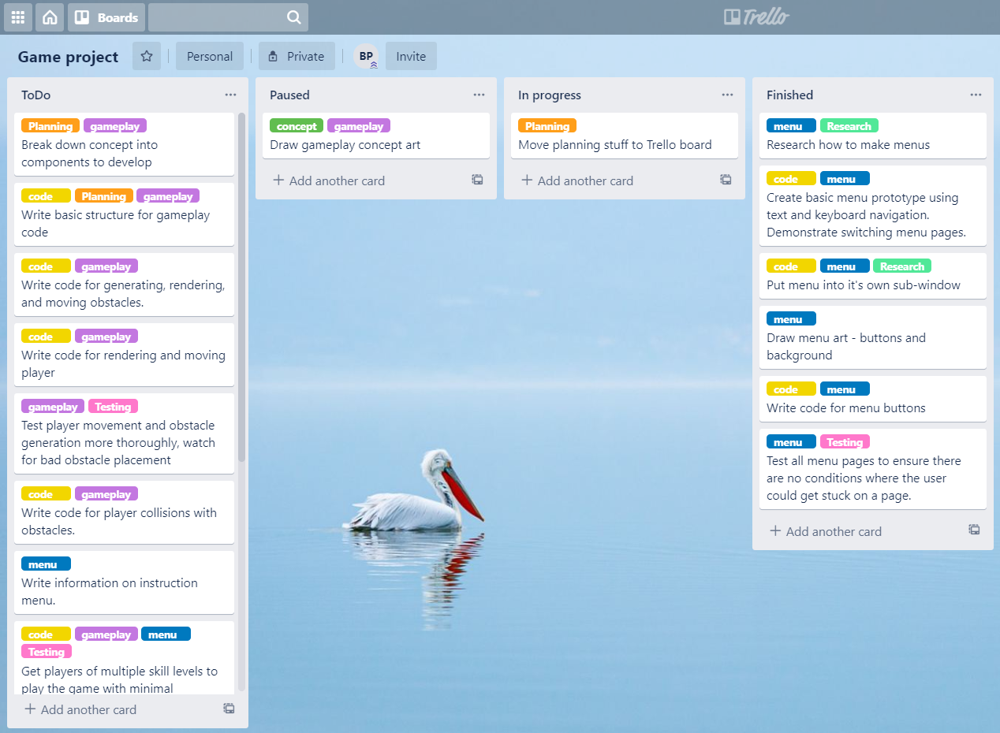 Boards
Trello
Game project
Personal
Private
BP
Invite
ToDo
Planning gameplay
Break down concept into
components to develop
code Planning gameplay
Write basic structure for gameplay
code
code gameplay
Write code for generating, rendering,
and moving obstacles.
code gameplay
Write code for rendering and moving
player
gameplay Testing
Test player movement and obstacle
generation more thoroughly, watch
for bad obstacle placement
code gameplay
Write code for player collisions with
obstacles.
menu
Write information on instruction
menu.
code gameplay menu
Testing
Get players of multiple skill levels to
play the game with minimal
Add another card
Paused
concept gameplay
Draw gameplay concept art
Add another card
In progress
Planning
Move planning stuff to Trello board
Add another card
Finished
menu Research
Research how to make menus
code menu
Create basic menu prototype using
text and keyboard navigation.
Demonstrate switching menu pages.
code menu Research
Put menu into it's own sub-window
menu
Draw menu art - buttons and
background
code menu
Write code for menu buttons
menu Testing
Test all menu pages to ensure there
are no conditions where the user
could get stuck on a page.
Add another card